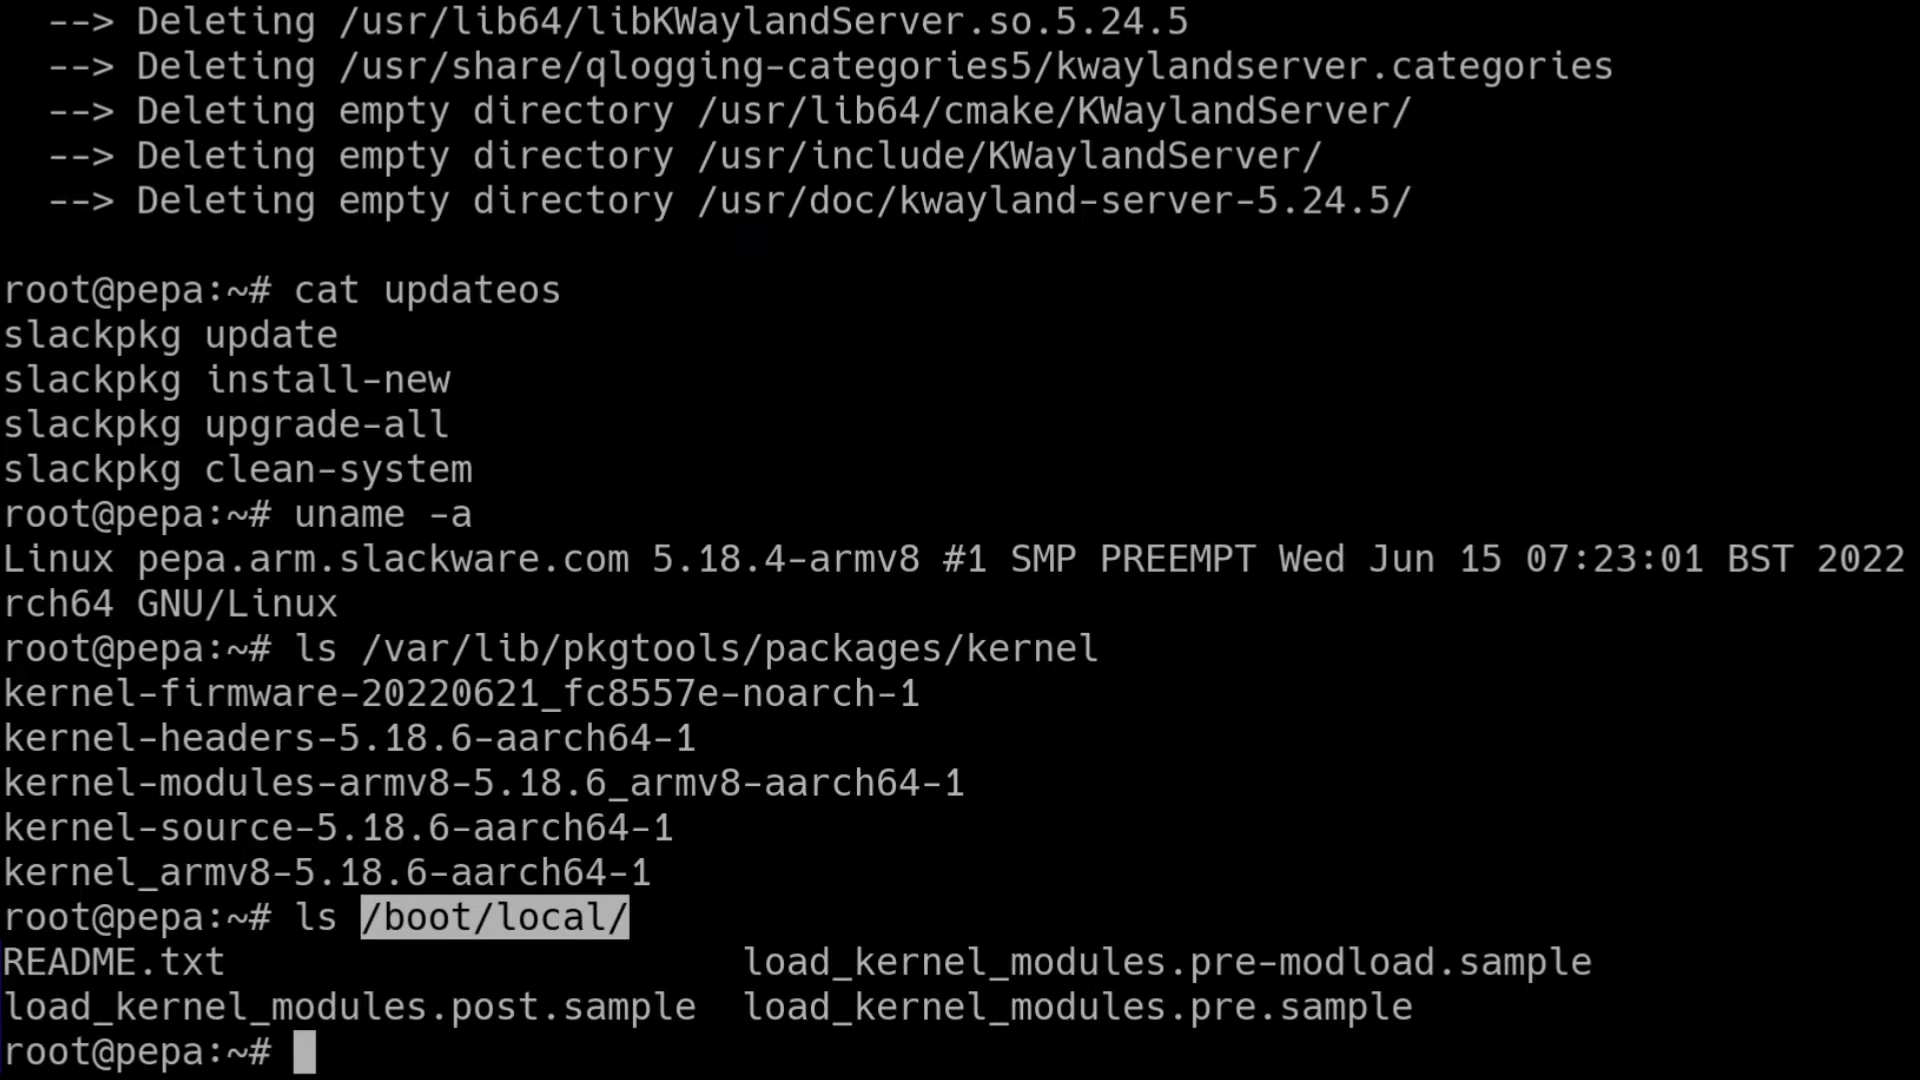 --> Deleting /usr/lib64/libKWaylandServer.so.5.24.5
--> Deleting /usr/share/qlogging-categories5/kwaylandserver.categories
--> Deleting empty directory /usr/lib64/cmake/KWaylandServer/
--> Deleting empty directory /usr/include/KWaylandServer/
--> Deleting empty directory /usr/doc/kwayland-server-5.24.5/
root@pepa:~# cat updateos
slackpkg update
slackpkg install-new
slackpkg upgrade-all
slackpkg clean-system
root@pepa:~# uname -a
Linux pepa.arm.slackware.com 5.18.4-armv8 #1 SMP PREEMPT Wed Jun 15 07:23:01 BST 2022
rch64 GNU/Linux
root@pepa:~# ls /var/lib/pkgtools/packages/kernel
kernel-firmware-20220621_fc8557e-noarch-1
kernel-headers-5.18.6-aarch64-1
kernel-modules-armv8-5.18.6_armv8-aarch64-1
kernel-source-5.18.6-aarch64-1
kernel_armv8-5.18.6-aarch64-1
root@pepa:~# ls /boot/local/
README.txt load_kernel_modules.pre-modload.sample
load_kernel_modules.post.sample load_kernel_modules.pre.sample
root@pepa:~#